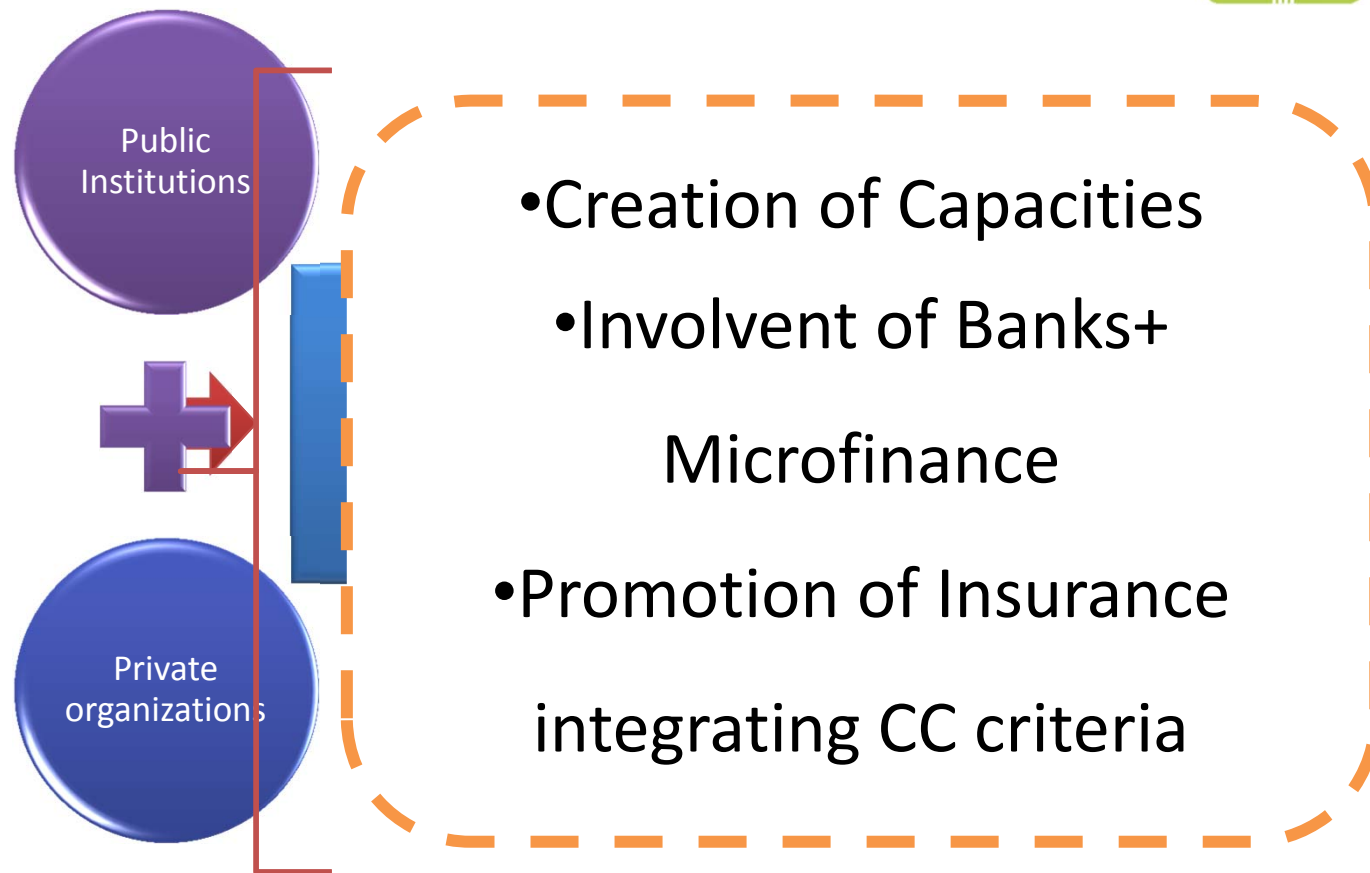 Public
Institutions
Private
organizations
•Creation of Capacities
•Involvent of Banks+
Microfinance
•Promotion of Insurance
integrating CC criteria